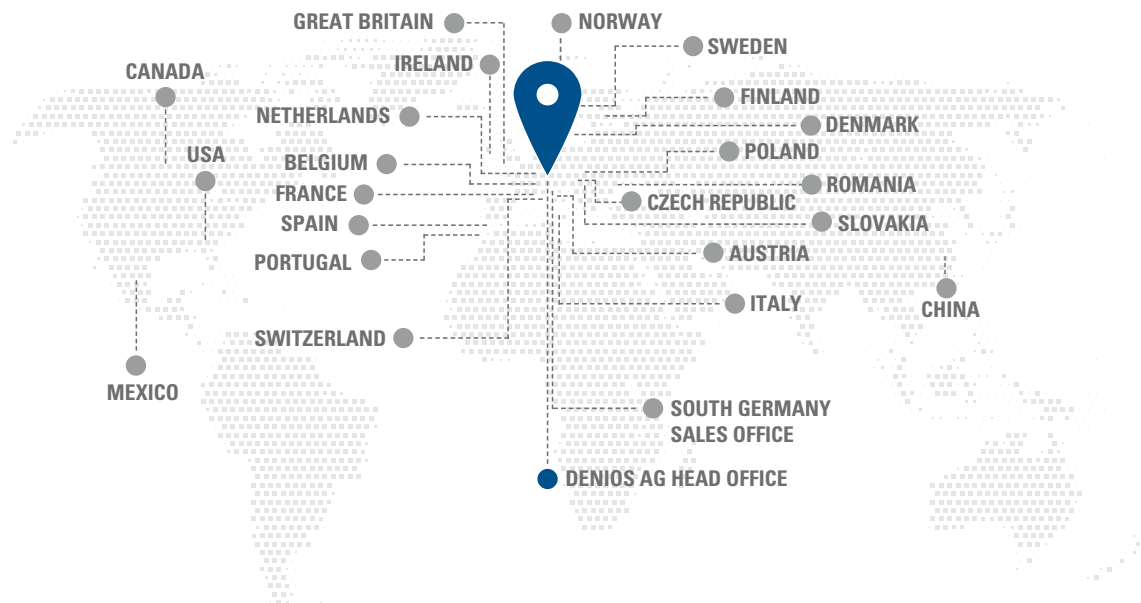 GREAT BRITAIN
NORWAY
SWEDEN
IRELAND
CANADA
FINLAND
NETHERLANDS
DENMARK
USA
POLAND
BELGIUM
ROMANIA
FRANCE
CZECH REPUBLIC
SPAIN
SLOVAKIA
PORTUGAL
AUSTRIA
ITALY
CHINA
SWITZERLAND
MEXICO
SOUTH GERMANY
SALES OFFICE
DENIOS AG HEAD OFFICE